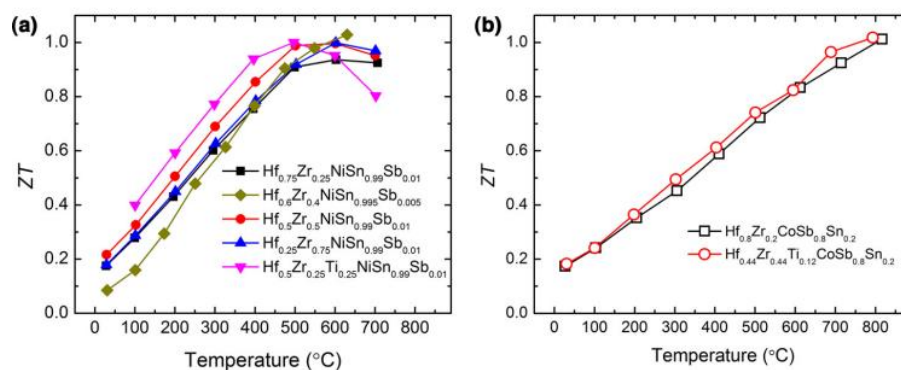 (a)
(b)
1.0
0.8
0.6
0.4
0.2
0.0
ZT
Hf0.75Zr0.25NiSn0.99Sb0.01
Hf0.6Zr0.4NiSn0.995Sb0.005
Hf0.5Zr0.5NiSn0.99Sb0.01
Hf0.25Zr0.75NiSn0.99Sb0.01
Hf0.5Zr0.25Ti0.25NiSn0.99Sb0.01
0 100 200 300 400 500 600 700 800
Temperature (°C)
1.0
0.8
0.6
0.4
0.2
0.0
ZT
Hf0.8Zr0.2CoSb0.8Sn0.2
Hf0.44Zr0.44Ti0.12CoSb0.8Sn0.2
0 100 200 300 400 500 600 700 800
Temperature (°C)